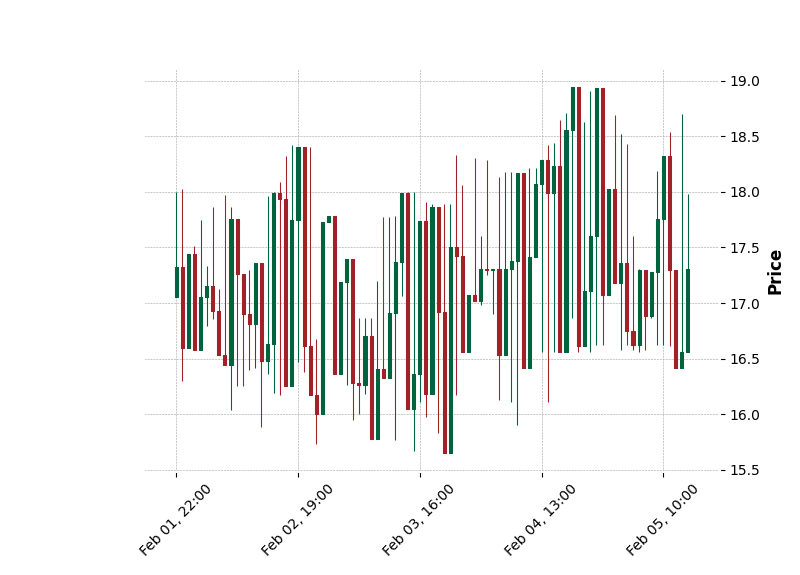 19.0
18.5
18.0
17.5
17.0
16.5
16.0
15.5
Price
Feb 01, 22:00
Feb 02, 19:00
Feb 03, 16:00
Feb 04, 13:00
Feb 05, 10:00